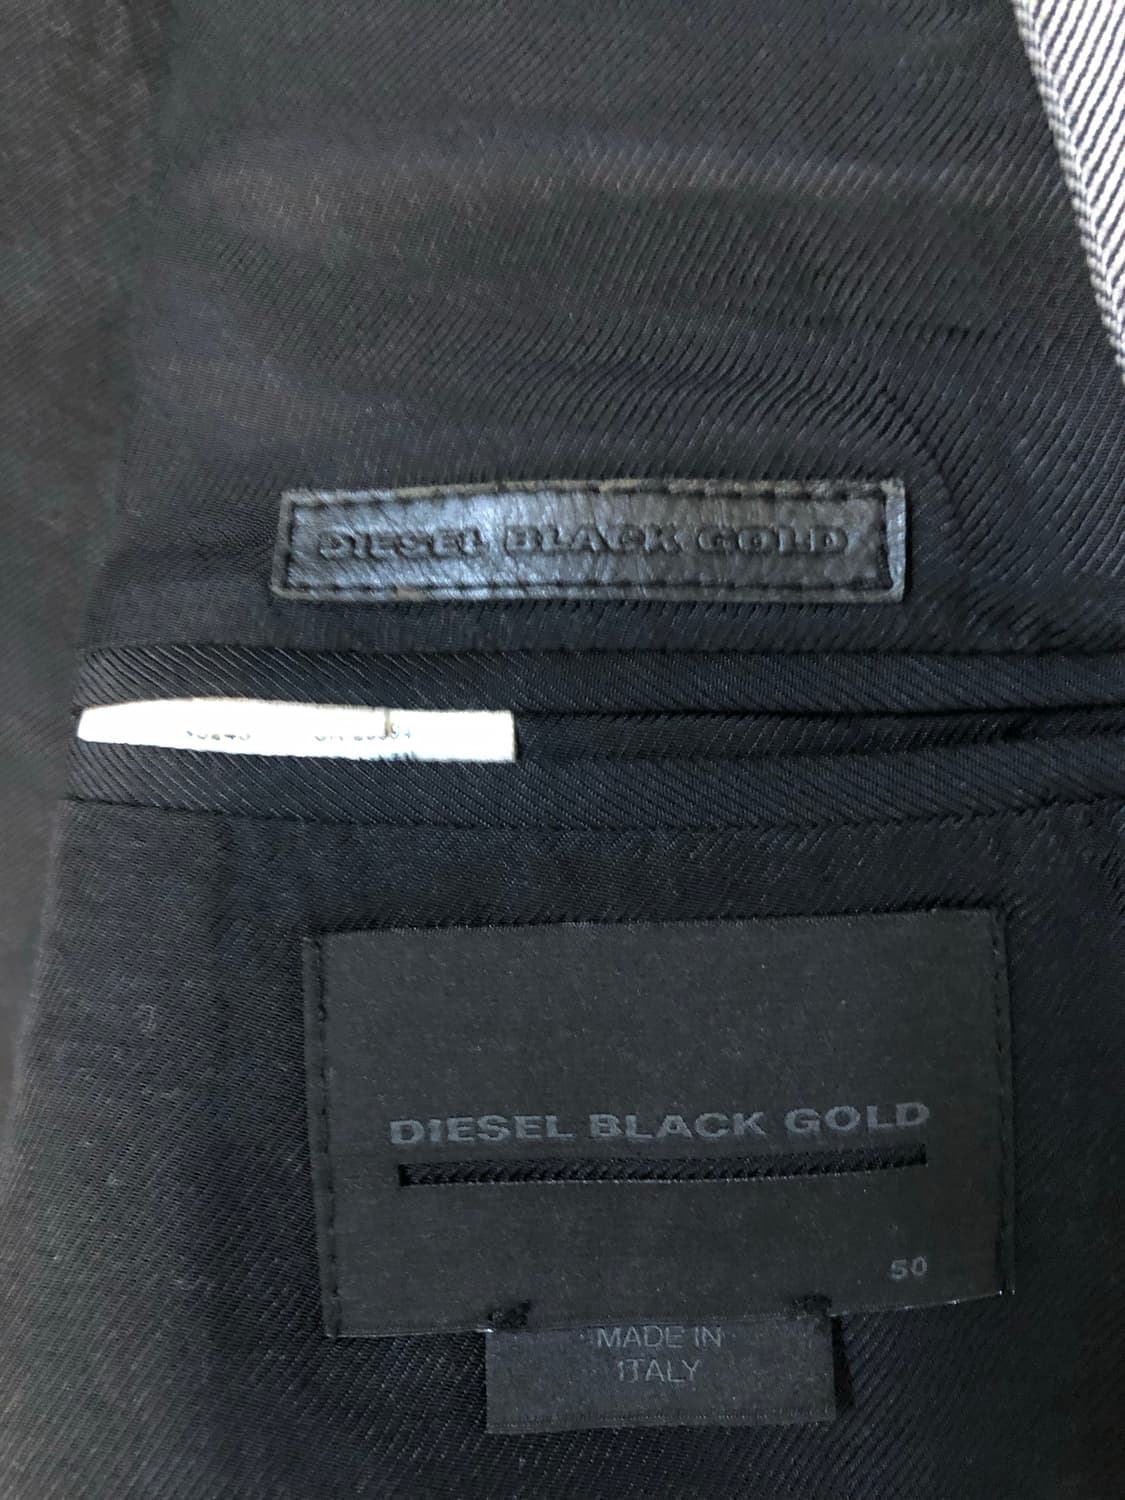 DIESEL BLACK GOLD
DIESEL BLACK GOLD
50
MADE IN
ITALY